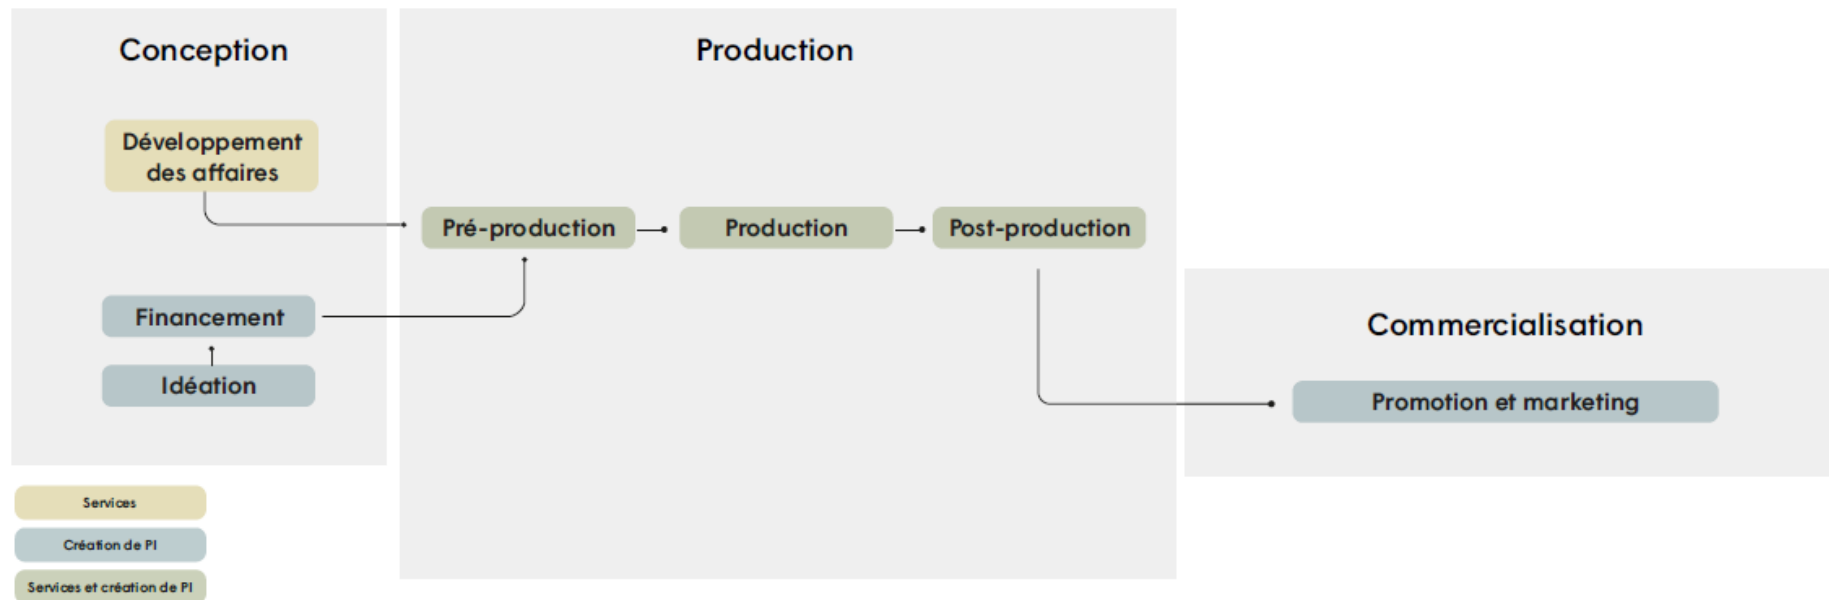 Conception
Développement
des affaires
Financement
Idéation
Production
Pré-production
Production
Post-production
Commercialisation
Promotion et marketing
Services
Création de PI
Services et création de PI